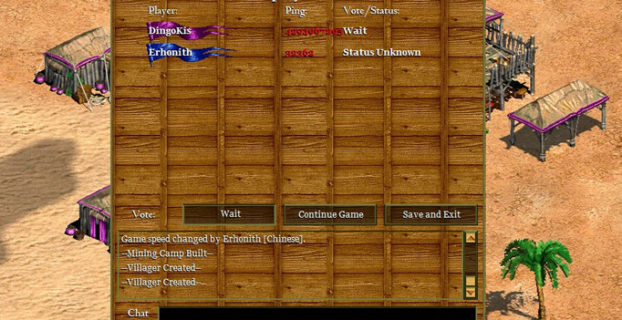 Player: Ping: Vote/Status:
DingoKis Wait
Erhonith Status Unknown
Vote: Wait Continue Game Save and Exit
Game speed changed by Erhonith [Chinese].
--Mining Camp Built--
--Villager Created--
--Villager Created--
Chat